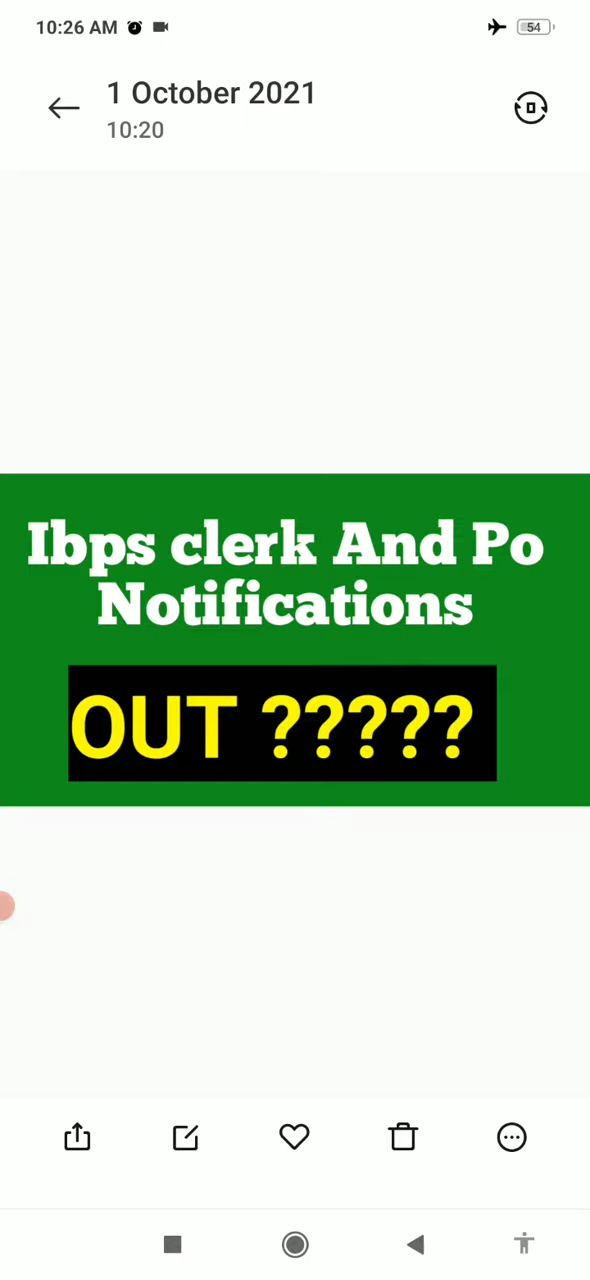 10:26 AM
54
1 October 2021
10:20
Ibps clerk And Po
Notifications
OUT ?????